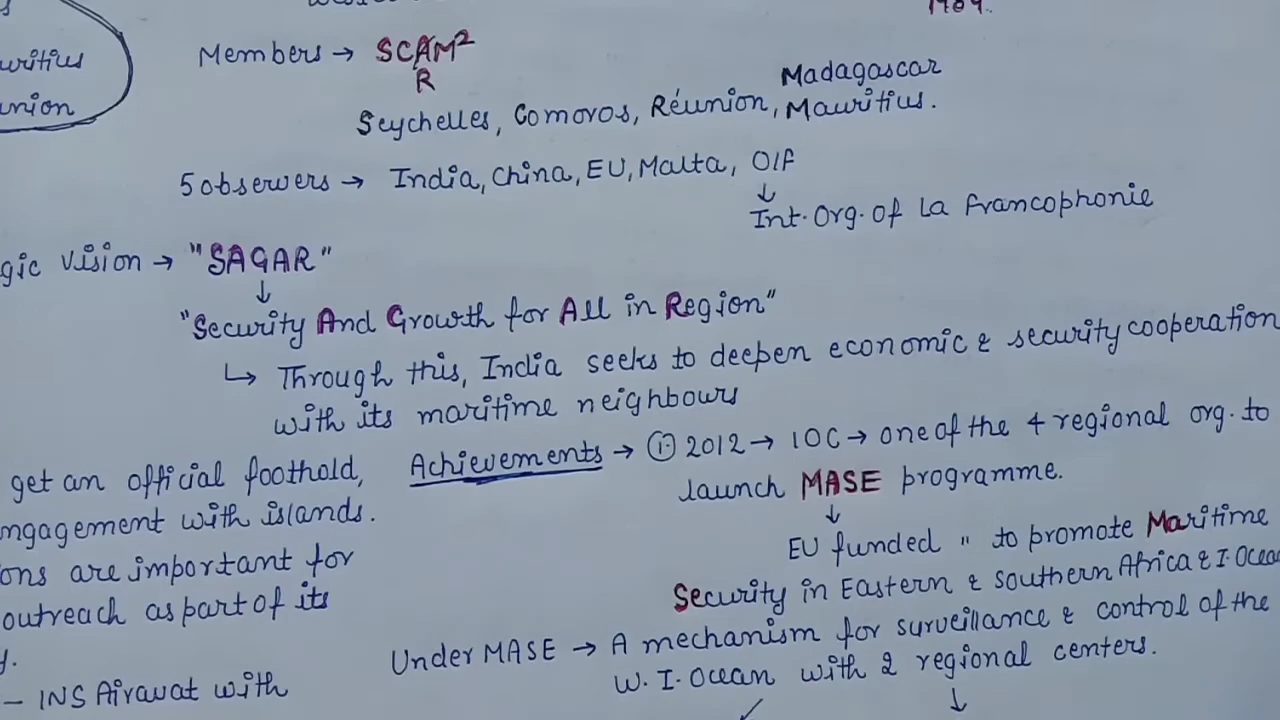 1984.
uritius
union
Members → SCAM²
R
Madagascar
Seychelles, Comoros, Réunion, Mauritius.
5 observers → India, China, EU, Malta, OIF
↓
Int. Org. Of La Francophonie
gic vision → "SAGAR"
↓
"Security And Growth for All in Region"
↳ Through this, India seeks to deepen economic & security cooperation
with its maritime neighbours
get an official foothold,
ngagement with islands.
ons are important for
outreach as part of its
y.
– INS Airavat with
Achievements → ① 2012 → IOC → one of the 4 regional org. to
launch MASE programme.
↓
EU funded " to promote Maritime
Security in Eastern & Southern Africa & I. Ocea
Under MASE → A mechanism for surveillance & control of the
W. I. Ocean with 2 regional centers.
↓